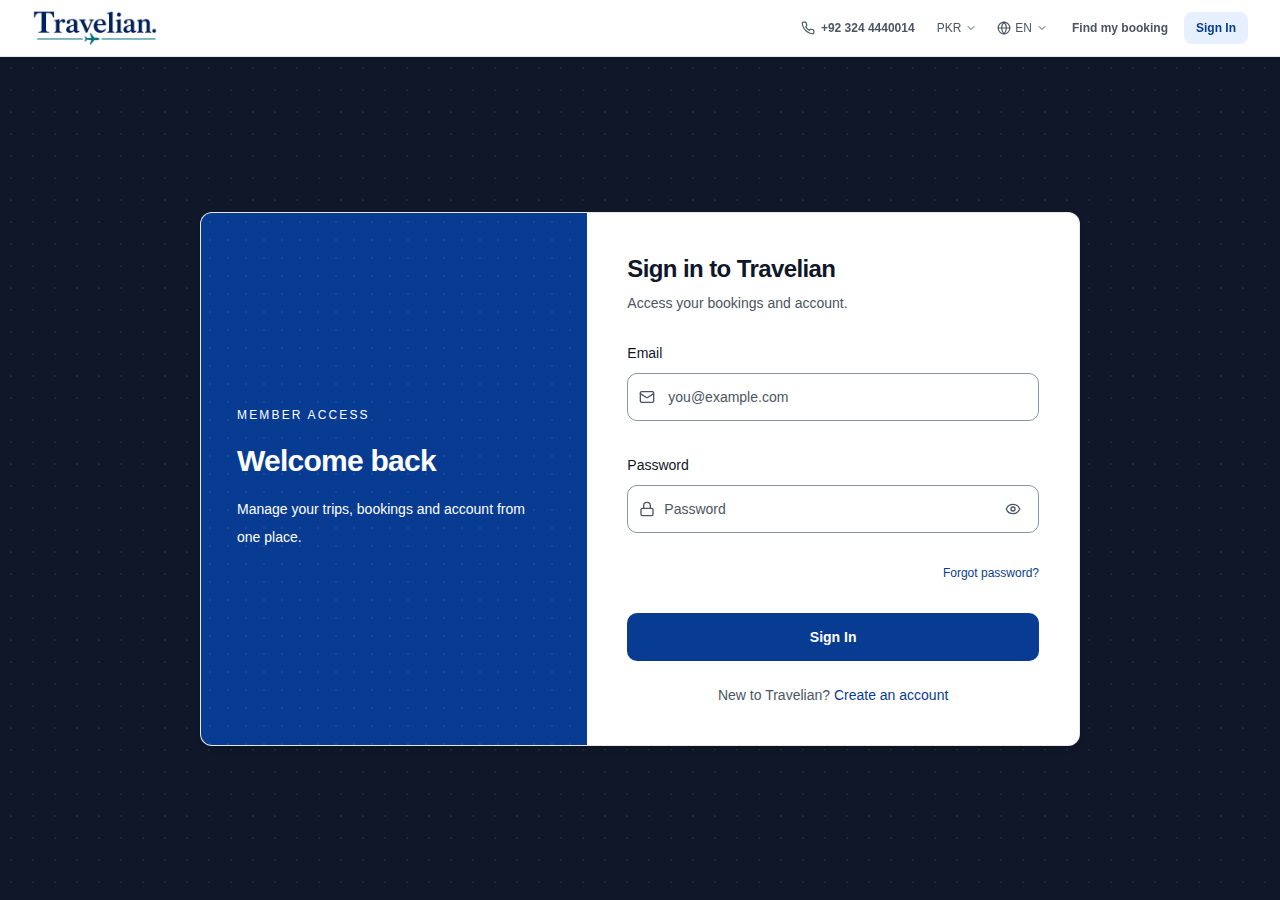 Travelian.
+92 324 4440014
PKR
EN
Find my booking
Sign In
MEMBER ACCESS
Welcome back
Manage your trips, bookings and account from
one place.
Sign in to Travelian
Access your bookings and account.
Email
you@example.com
Password
Password
Forgot password?
Sign In
New to Travelian? Create an account